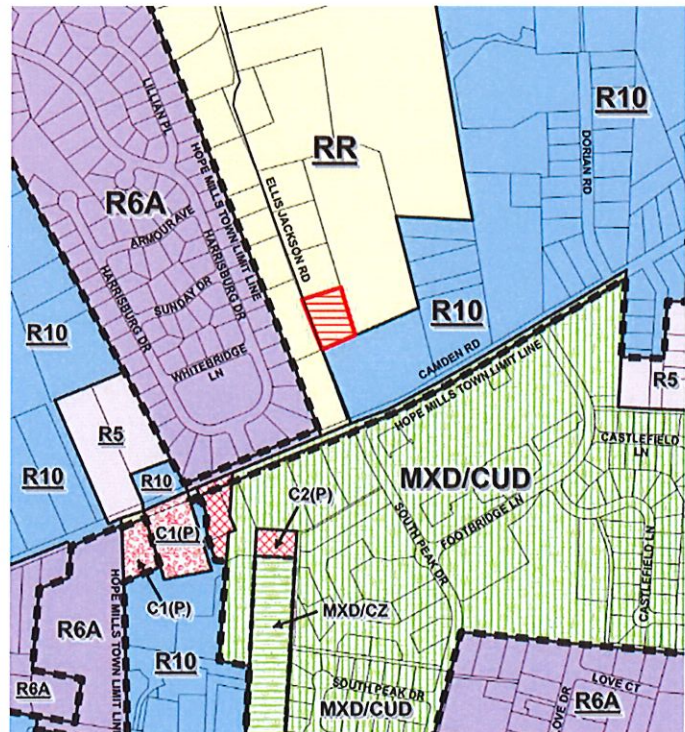 LILLIAN PL
R10
DORIAN RD
RR
R6A
HOPE MILLS TOWN LIMIT LINE
ELLIS JACKSON RD
ARMOUR AVE
HARRISBURG DR
HARRISBURG DR
SUNDAY DR
R10
WHITEBRIDGE LN
R10
CAMDEN RD
HOPE MILLS TOWN LIMIT LINE
R5
R5
R10
R10
CASTLEFIELD LN
MXD/CUD
C2(P)
SOUTH PEAK DR
FOOTBRIDGE LN
CASTLEFIELD LN
C1(P)
C1(P)
HOPE MILLS TOWN LIMIT LINE
MXD/CZ
R6A
R10
R6A
SOUTH PEAK DR
MXD/CUD
LOVE CT
LOVE DR
R6A